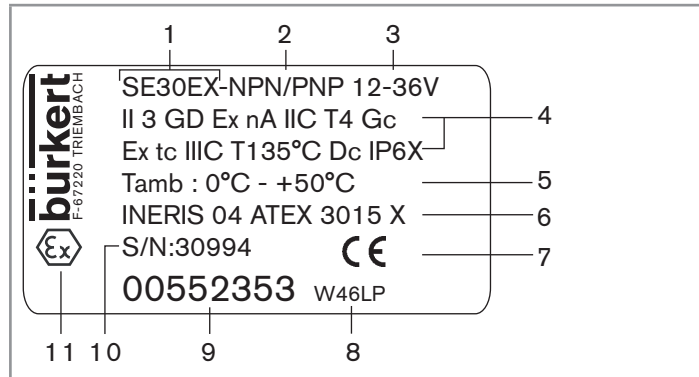 1 2 3
bürkert
F-67220 TRIEMBACH
SE30EX-NPN/PNP 12-36V
II 3 GD Ex nA IIC T4 Gc
4
Ex tc IIIC T135°C Dc IP6X
Tamb : 0°C - +50°C 5
INERIS 04 ATEX 3015 X 6
Ex
S/N:30994 CE 7
00552353 W46LP
11 10 9 8